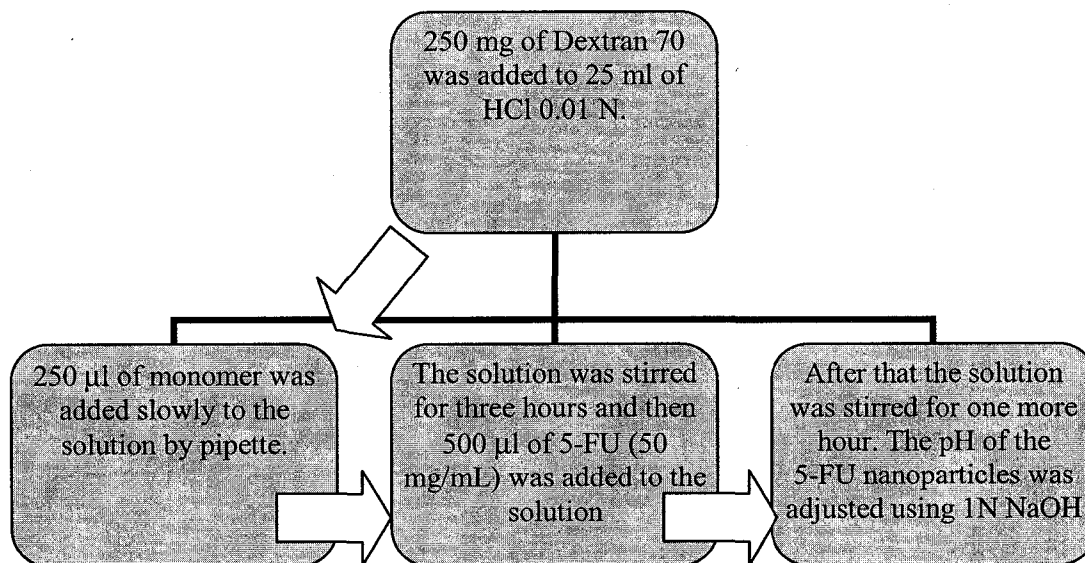 250 mg of Dextran 70
was added to 25 ml of
HCl 0.01 N.
250 µl of monomer was
added slowly to the
solution by pipette.
The solution was stirred
for three hours and then
500 µl of 5-FU (50
mg/mL) was added to the
solution
After that the solution
was stirred for one more
hour. The pH of the
5-FU nanoparticles was
adjusted using 1N NaOH